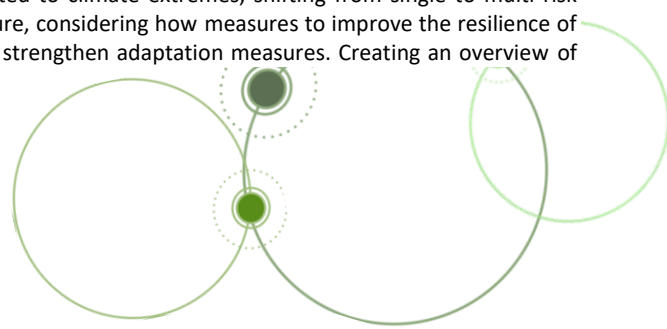 to climate extremes, shifting from single to multi-risk
ure, considering how measures to improve the resilience of
strengthen adaptation measures. Creating an overview of